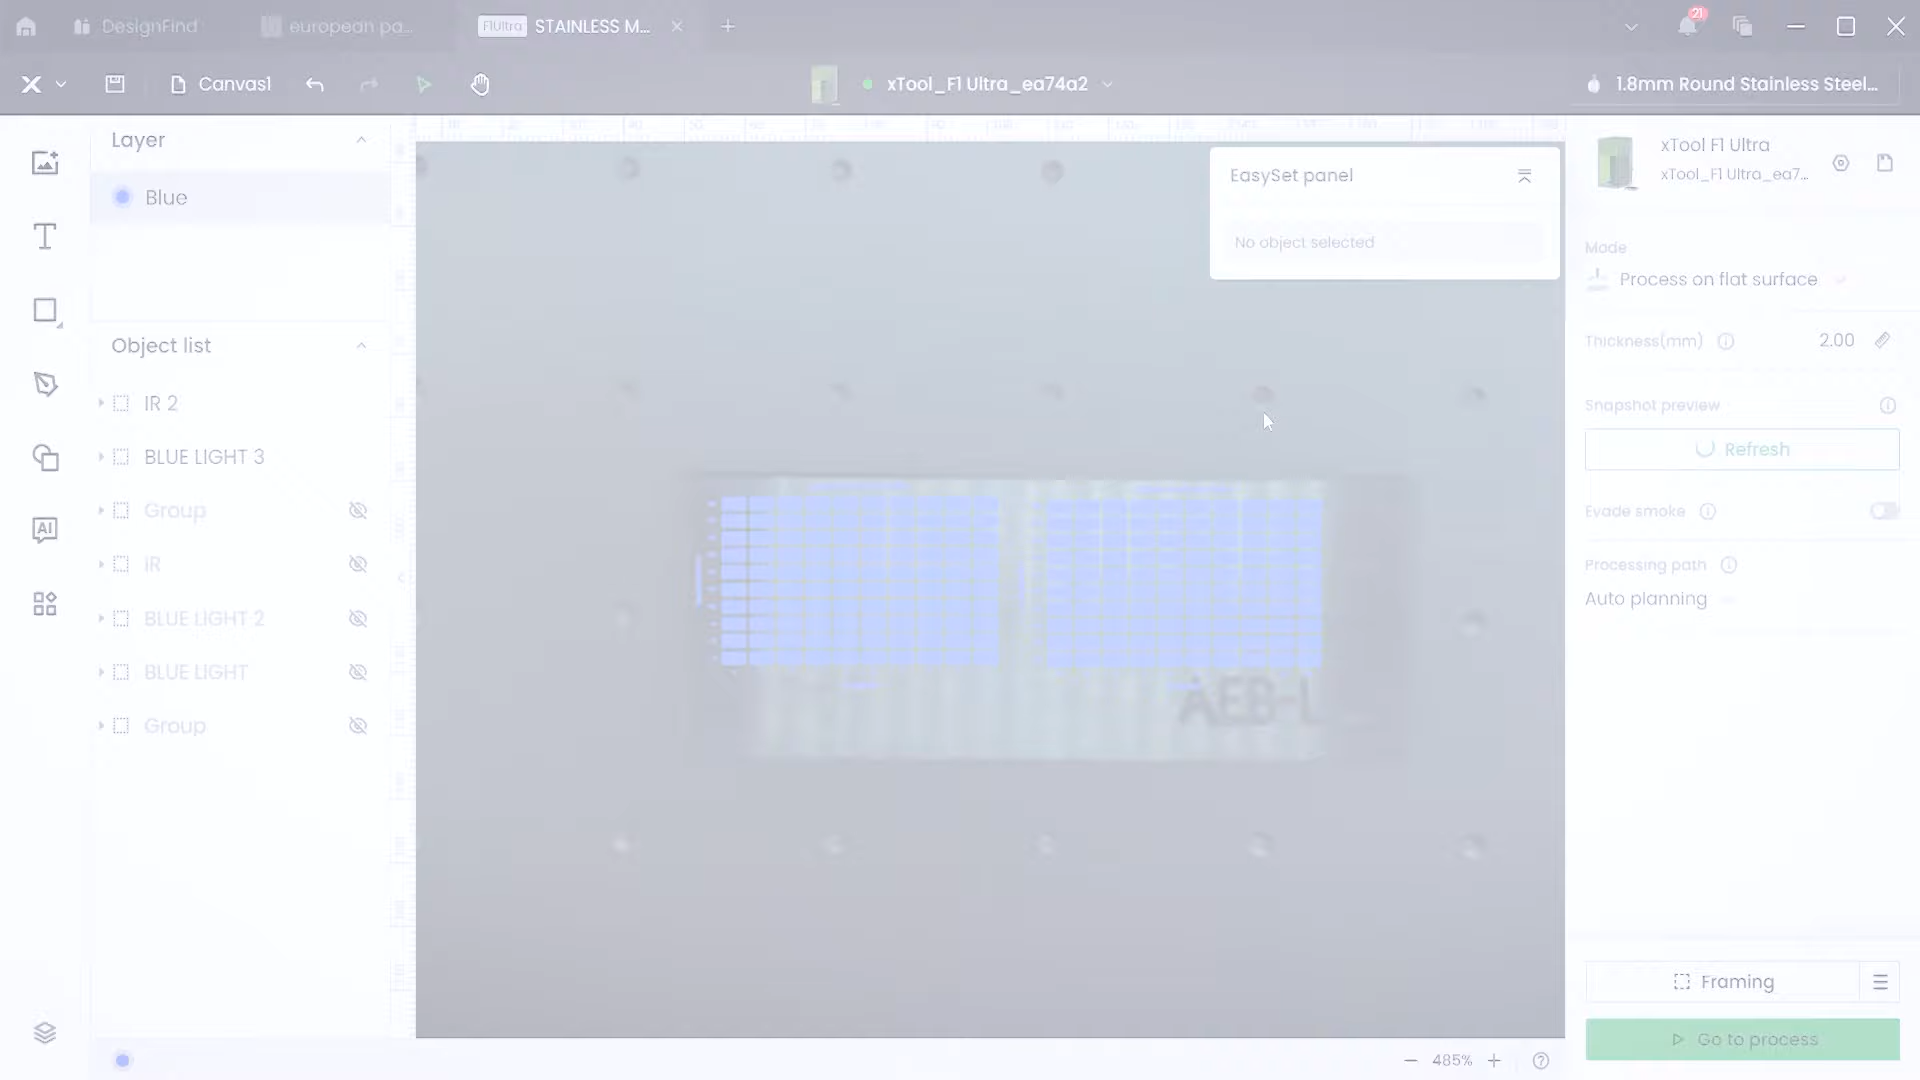 DesignFind
european pa...
F1Ultra
STAINLESS M...
21
Canvas1
xTool_F1 Ultra_ea74a2
1.8mm Round Stainless Steel...
Layer
Blue
Object list
IR 2
BLUE LIGHT 3
Group
IR
BLUE LIGHT 2
BLUE LIGHT
Group
AI
EasySet panel
No object selected
AEB-L
xTool F1 Ultra
xTool_F1 Ultra_ea7...
Mode
Process on flat surface
Thickness(mm)
2.00
Snapshot preview
Refresh
Evade smoke
Processing path
Auto planning
Framing
Go to process
485%